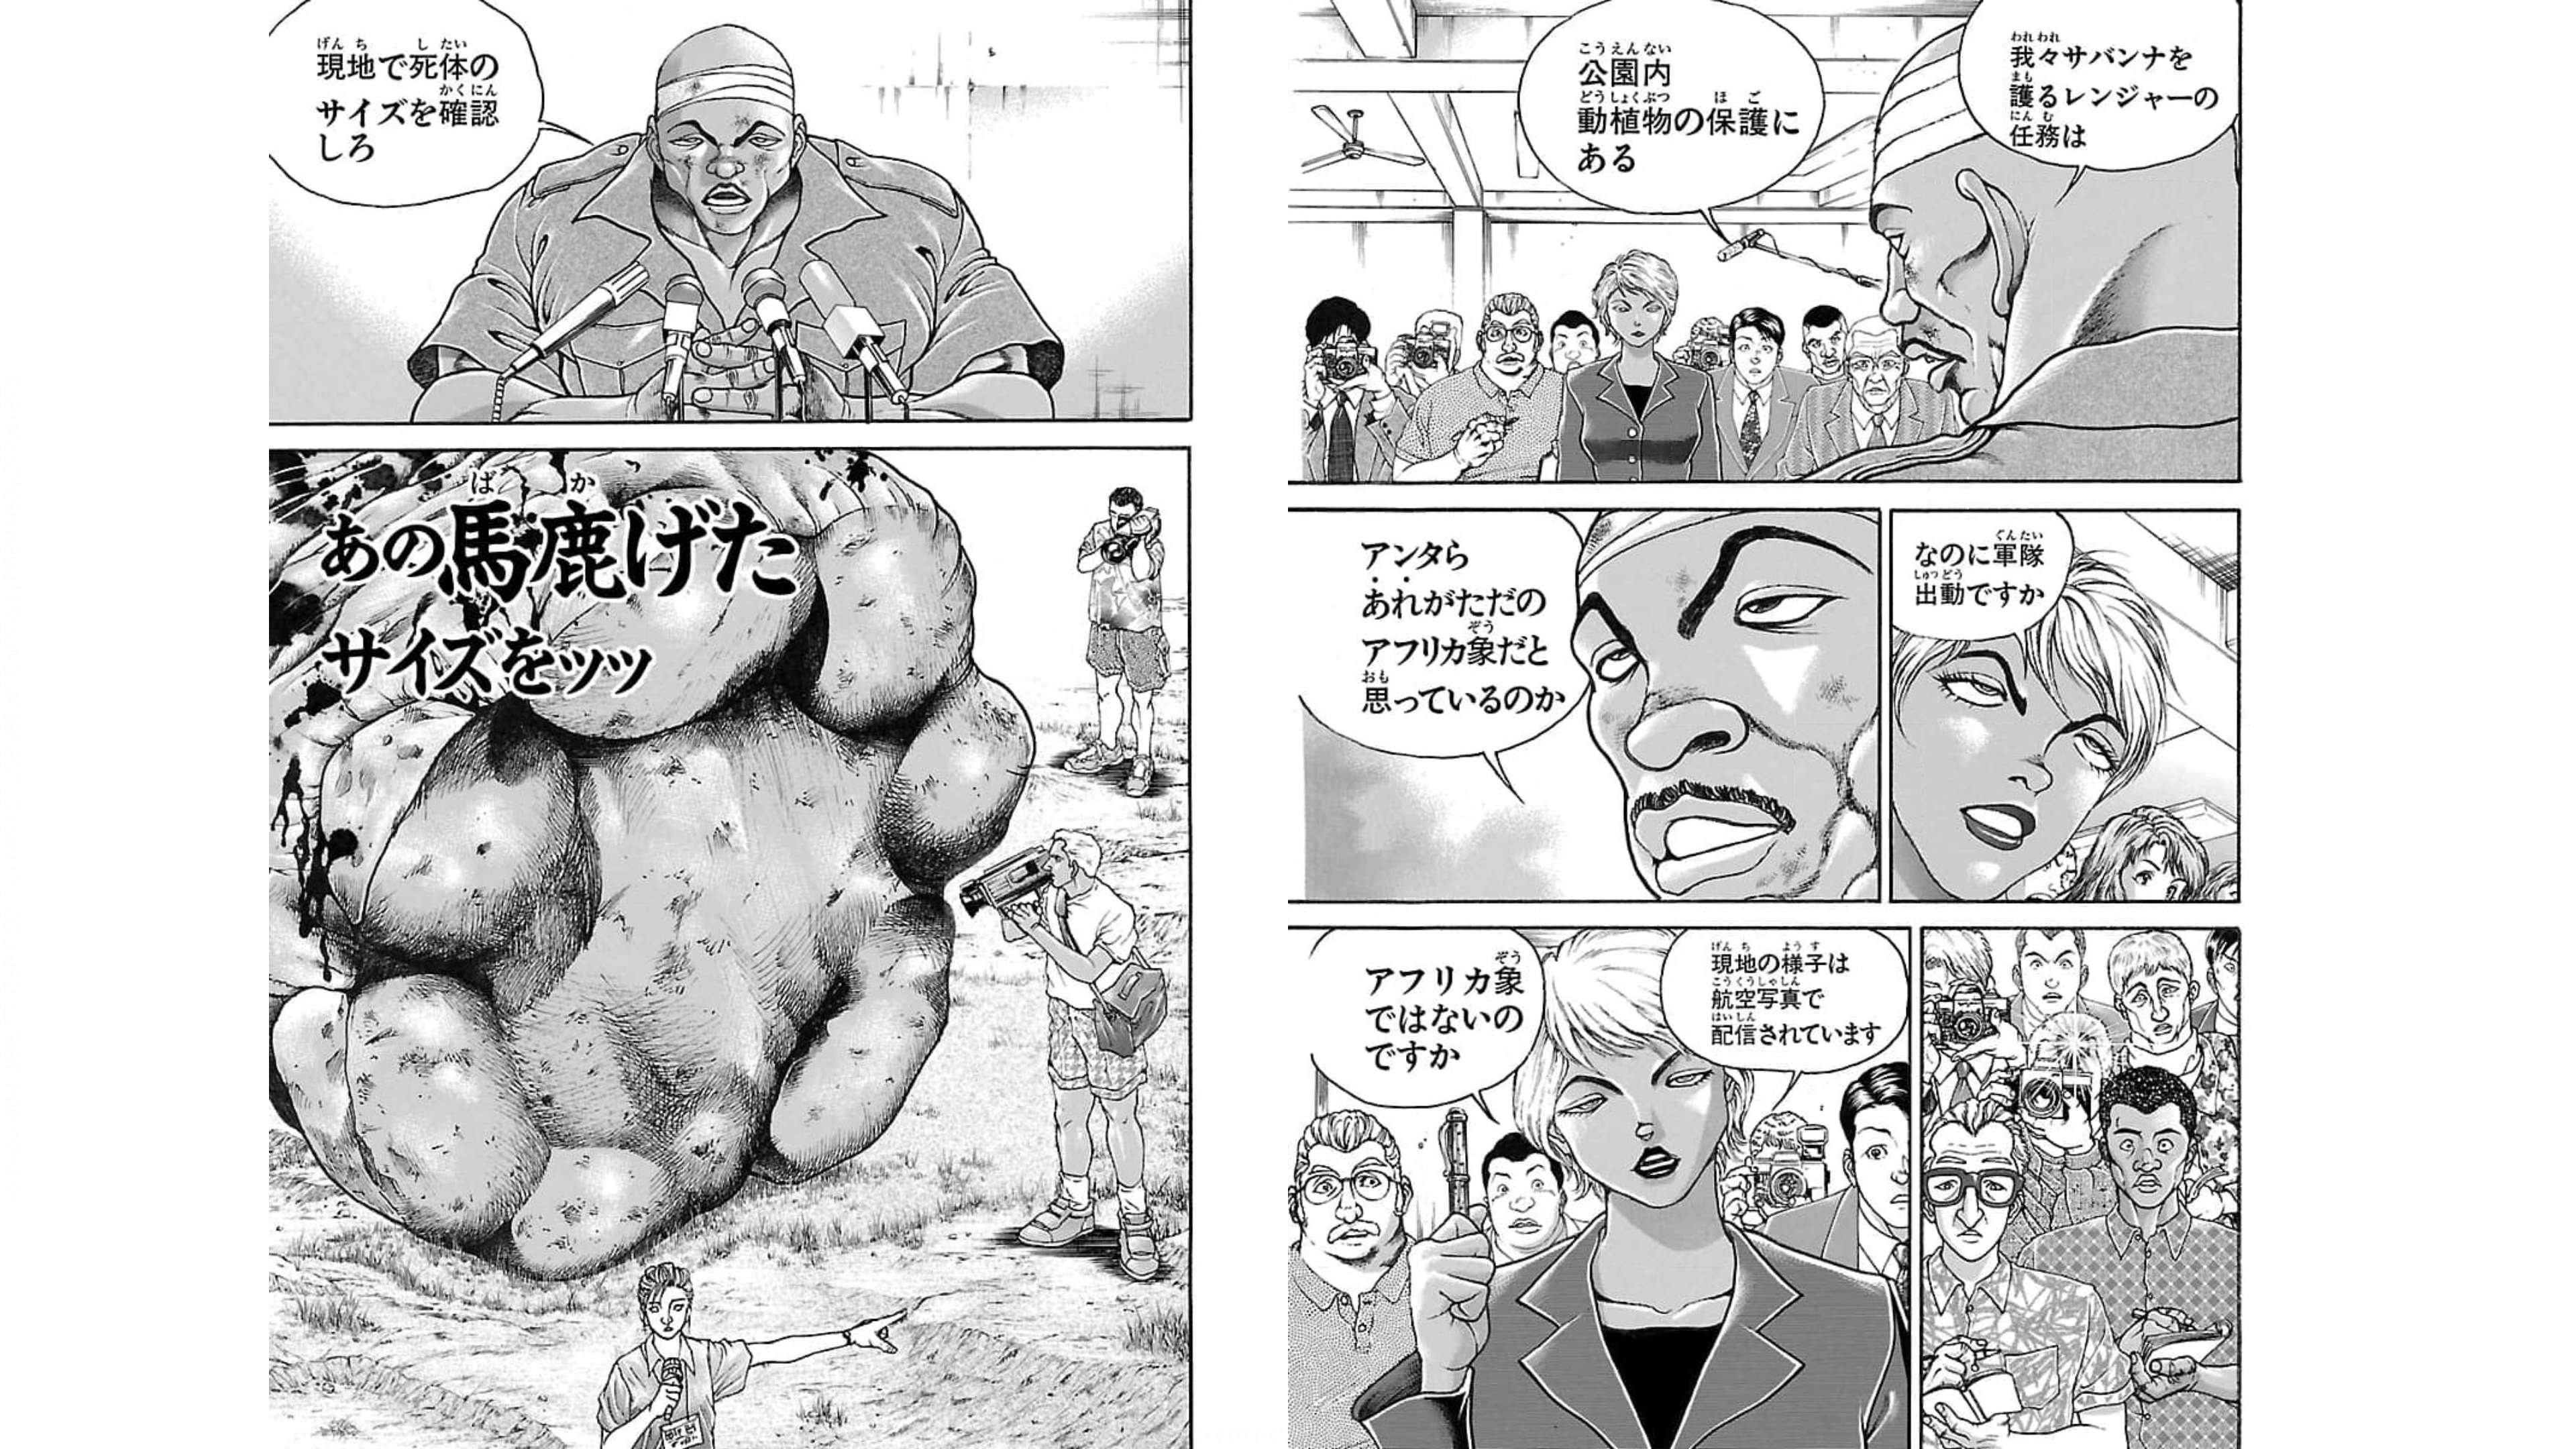 我々サバンナを
護るレンジャーの
任務は
公園内
動植物の保護に
ある
なのに軍隊
出動ですか
アンタら
あれがただの
アフリカ象だと
思っているのか
現地の様子は
航空写真で
配信されています
アフリカ象
ではないの
ですか
現地で死体の
サイズを確認
しろ
あの馬鹿げた
サイズをッッ